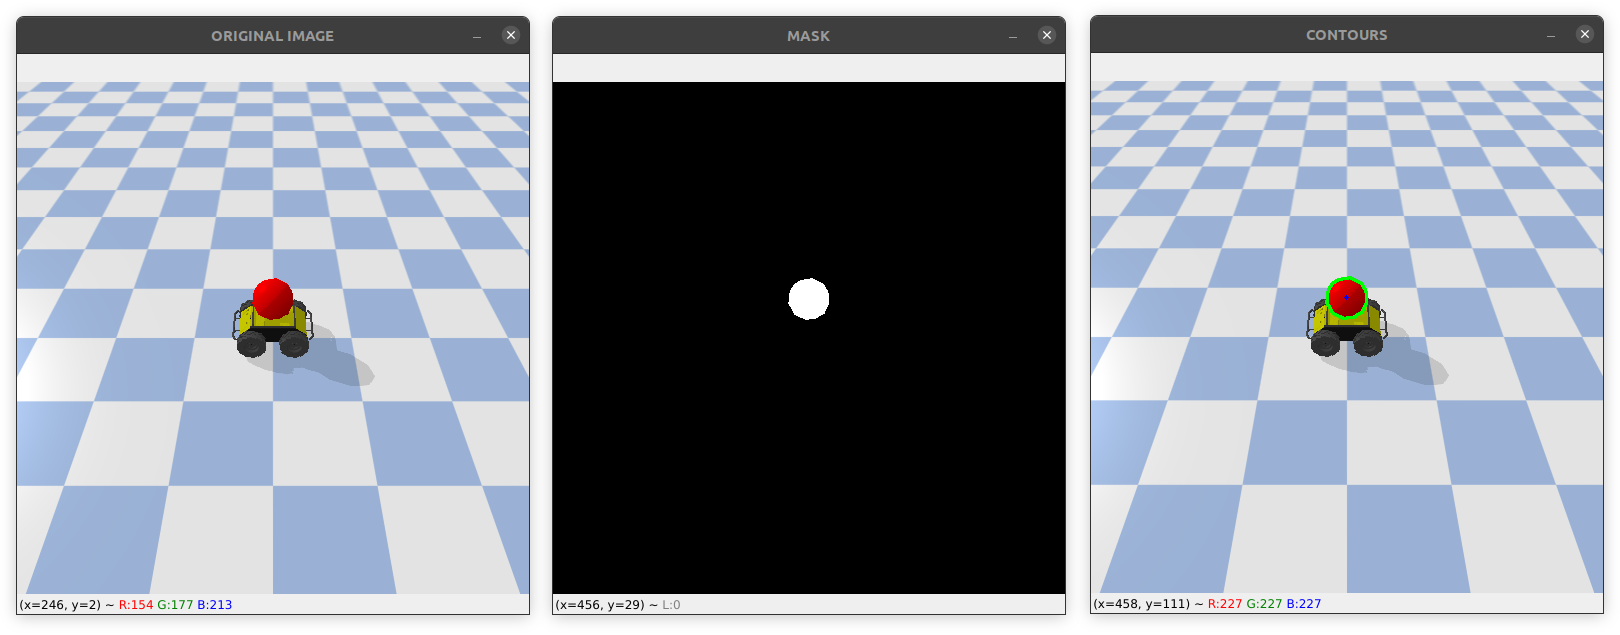 ORIGINAL IMAGE
(x=246, y=2) ~ R:154 G:177 B:213
MASK
(x=456, y=29) ~ L:0
CONTOURS
(x=458, y=111) ~ R:227 G:227 B:227